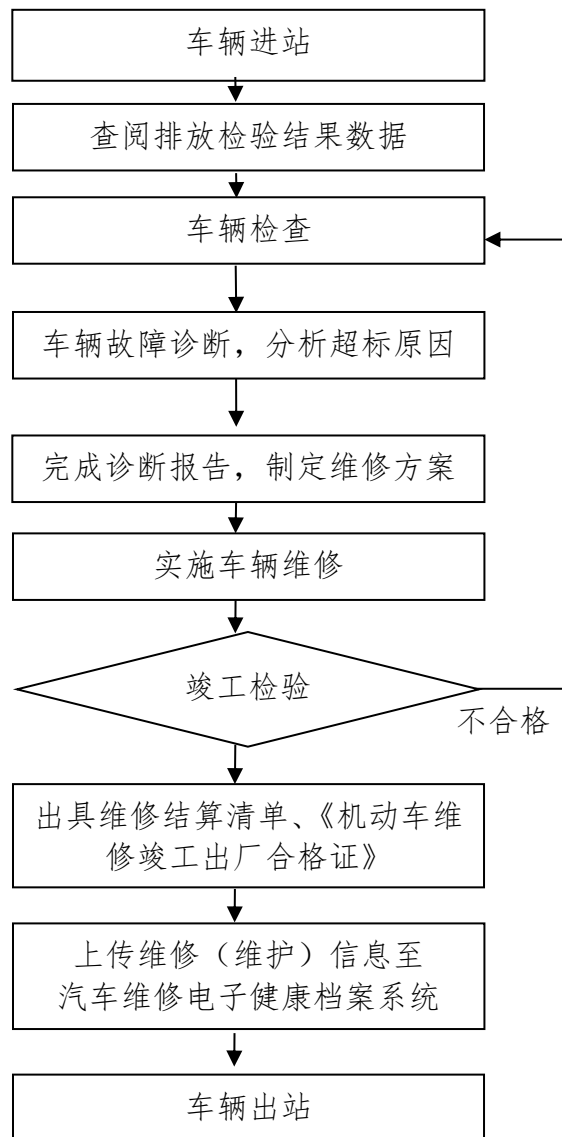 车辆进站
查阅排放检验结果数据
车辆检查
车辆故障诊断，分析超标原因
完成诊断报告，制定维修方案
实施车辆维修
竣工检验
不合格
出具维修结算清单、《机动车维
修竣工出厂合格证》
上传维修（维护）信息至
汽车维修电子健康档案系统
车辆出站